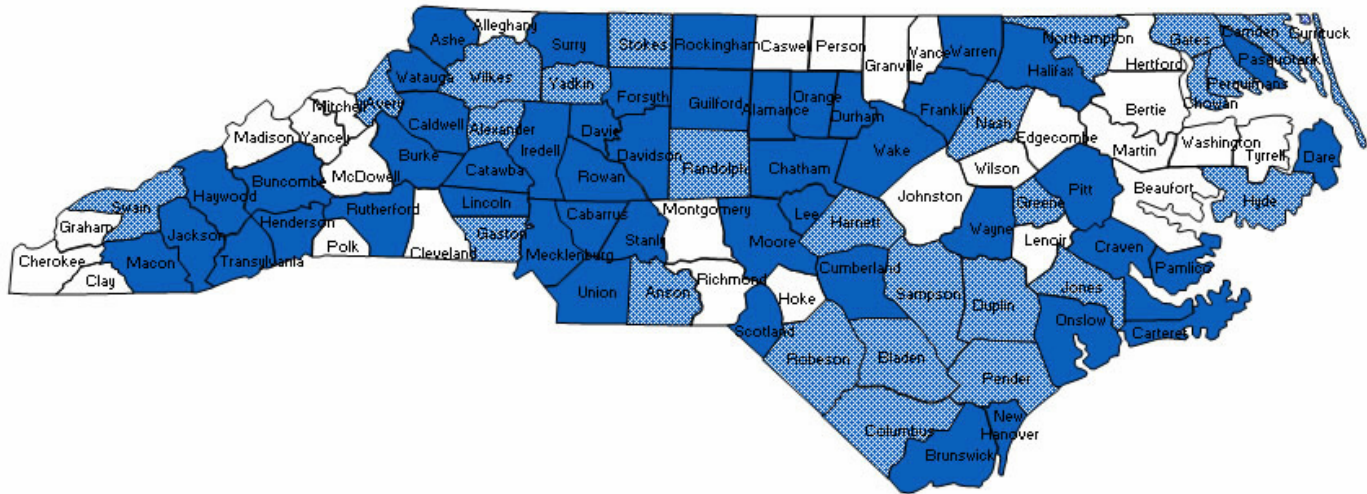 Alleghany
Ashe
Surry
Stokes
Rockingham
Caswell
Person
Granville
Vance
Warren
Northampton
Gates
Camden
Currituck
Pasquotank
Perquimans
Chowan
Hertford
Halifax
Watauga
Wilkes
Yadkin
Forsyth
Guilford
Alamance
Orange
Durham
Franklin
Nash
Bertie
Mitchell
Avery
Caldwell
Alexander
Iredell
Davie
Davidson
Randolph
Chatham
Wake
Edgecombe
Martin
Washington
Tyrrell
Dare
Madison
Yancey
McDowell
Burke
Catawba
Rowan
Wilson
Johnston
Pitt
Beaufort
Hyde
Haywood
Buncombe
Swain
Graham
Jackson
Henderson
Rutherford
Lincoln
Cabarrus
Montgomery
Lee
Harnett
Greene
Wayne
Lenoir
Craven
Pamlico
Cherokee
Clay
Macon
Transylvania
Polk
Cleveland
Gaston
Mecklenburg
Stanly
Moore
Cumberland
Sampson
Duplin
Jones
Union
Anson
Richmond
Hoke
Scotland
Onslow
Carteret
Robeson
Bladen
Pender
Columbus
New
Hanover
Brunswick